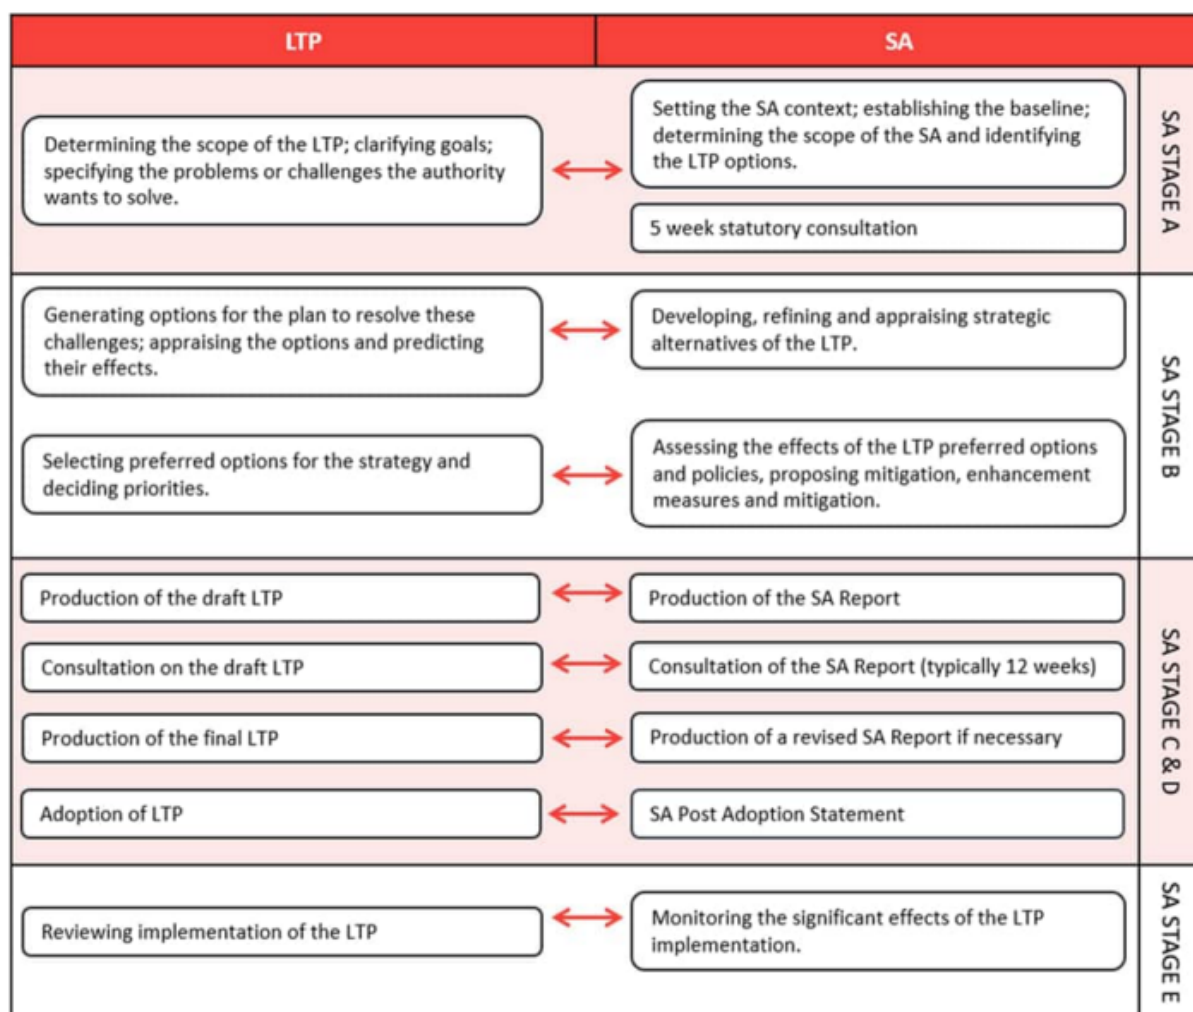 LTP
SA
Determining the scope of the LTP; clarifying goals;
specifying the problems or challenges the authority
wants to solve.
Setting the SA context; establishing the baseline;
determining the scope of the SA and identifying
the LTP options.
5 week statutory consultation
SA STAGE A
Generating options for the plan to resolve these
challenges; appraising the options and predicting
their effects.
Developing, refining and appraising strategic
alternatives of the LTP.
Selecting preferred options for the strategy and
deciding priorities.
Assessing the effects of the LTP preferred options
and policies, proposing mitigation, enhancement
measures and mitigation.
SA STAGE B
Production of the draft LTP
Production of the SA Report
Consultation on the draft LTP
Consultation of the SA Report (typically 12 weeks)
Production of the final LTP
Production of a revised SA Report if necessary
Adoption of LTP
SA Post Adoption Statement
SA STAGE C & D
Reviewing implementation of the LTP
Monitoring the significant effects of the LTP
implementation.
SA STAGE E